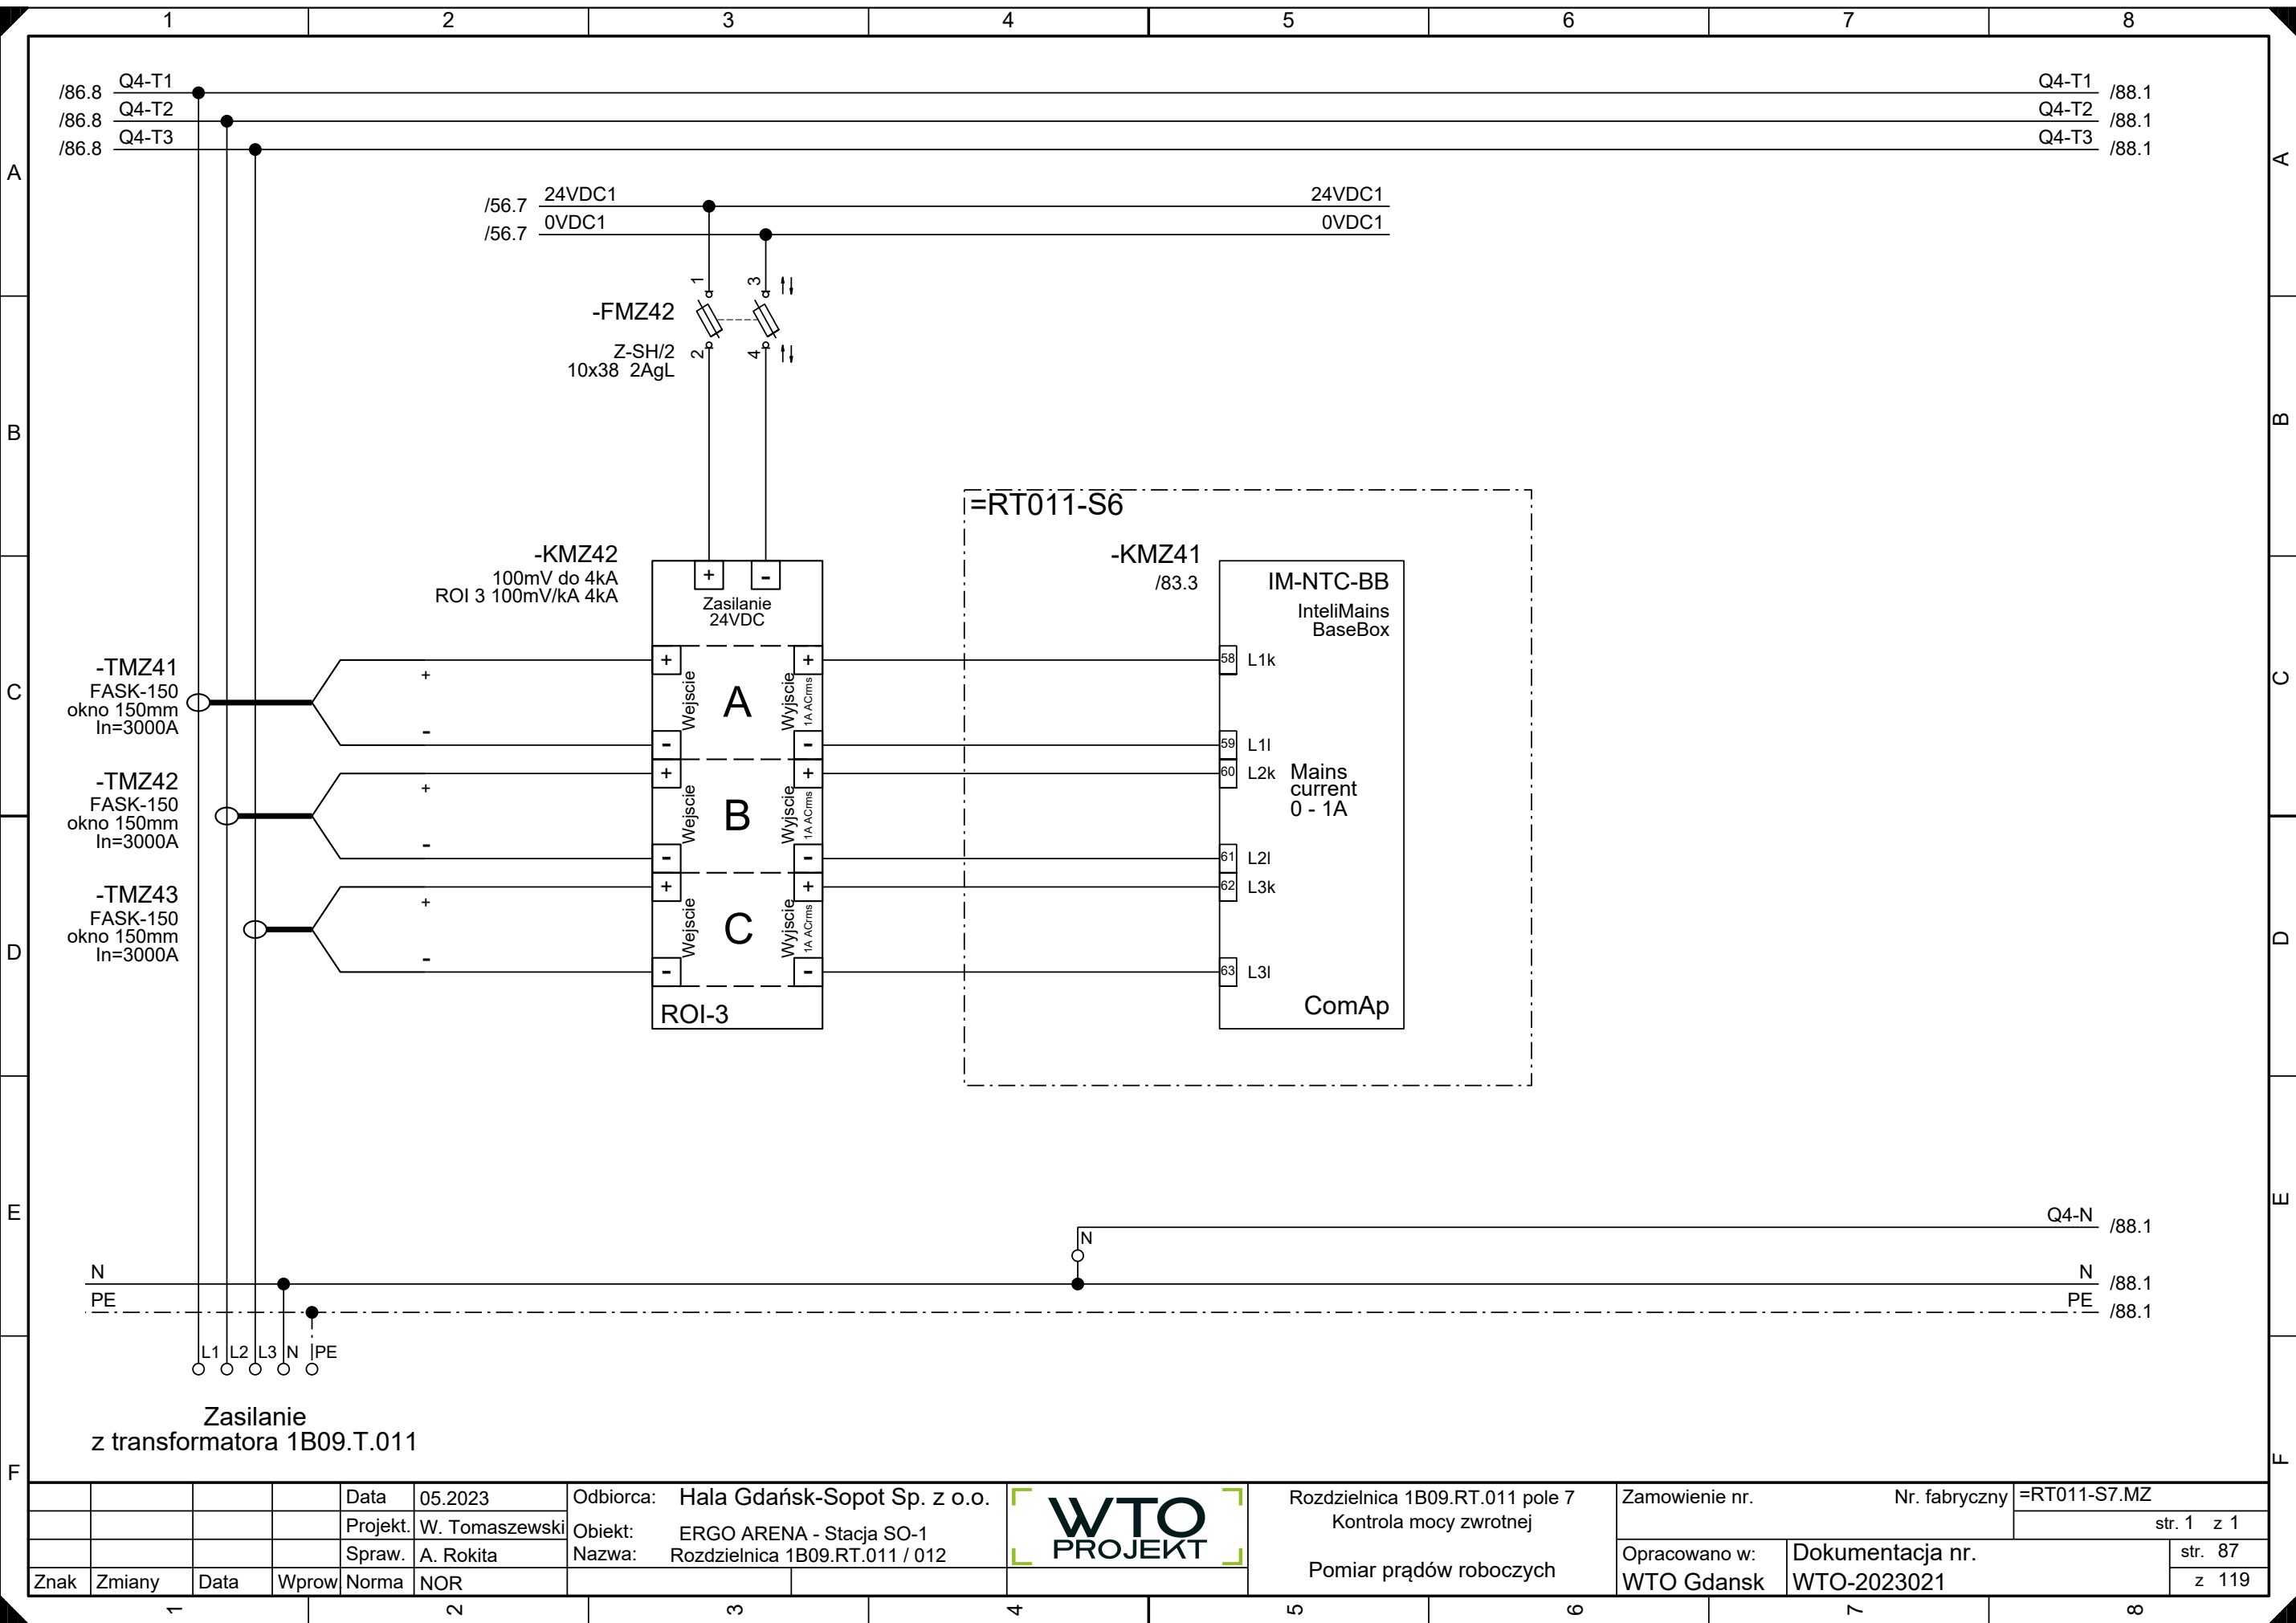 1 2 3 4 5 6 7 8
/86.8 Q4-T1 Q4-T1 /88.1
/86.8 Q4-T2 Q4-T2 /88.1
/86.8 Q4-T3 Q4-T3 /88.1
A A
/56.7 24VDC1 24VDC1
/56.7 0VDC1 0VDC1
1 3
-FMZ42
Z-SH/2
10x38 2AgL
2 4
B B
=RT011-S6
-KMZ42
100mV do 4kA
ROI 3 100mV/kA 4kA
+ -
Zasilanie
24VDC
-KMZ41
/83.3
IM-NTC-BB
InteliMains
BaseBox
C C
-TMZ41
FASK-150
okno 150mm
In=3000A
+
-
+ +
Wejscie A Wyjscie 1A ACrms
- -
58 L1k
59 L1l
-TMZ42
FASK-150
okno 150mm
In=3000A
+
-
+ +
Wejscie B Wyjscie 1A ACrms
- -
60 L2k
Mains
current
0 - 1A
61 L2l
-TMZ43
FASK-150
okno 150mm
In=3000A
+
-
+ +
Wejscie C Wyjscie 1A ACrms
- -
62 L3k
63 L3l
D D
ROI-3
ComAp
E E
Q4-N /88.1
N
N N /88.1
PE PE /88.1
L1 L2 L3 N PE
Zasilanie
z transformatora 1B09.T.011
F F
Data 05.2023
Projekt. W. Tomaszewski
Spraw. A. Rokita
Znak Zmiany Data Wprow. Norma NOR
Odbiorca: Hala Gdańsk-Sopot Sp. z o.o.
Obiekt: ERGO ARENA - Stacja SO-1
Nazwa: Rozdzielnica 1B09.RT.011 / 012
WTO
PROJEKT
Rozdzielnica 1B09.RT.011 pole 7
Kontrola mocy zwrotnej
Pomiar prądów roboczych
Zamowienie nr. Nr. fabryczny =RT011-S7.MZ
str. 1 z 1
Opracowano w: Dokumentacja nr. str. 87
WTO Gdansk WTO-2023021 z 119
1 2 3 4 5 6 7 8